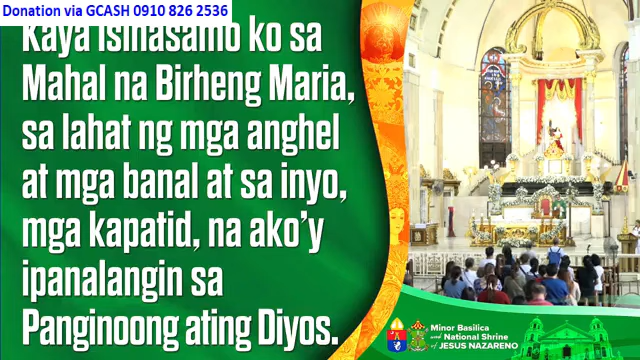 Donation via GCASH 0910 826 2536
Kaya isinasamo ko sa
Mahal na Birheng Maria,
sa lahat ng mga anghel
at mga banal at sa inyo,
mga kapatid, na ako’y
ipanalangin sa
Panginoong ating Diyos.
Minor Basilica
and National Shrine
of JESUS NAZARENO